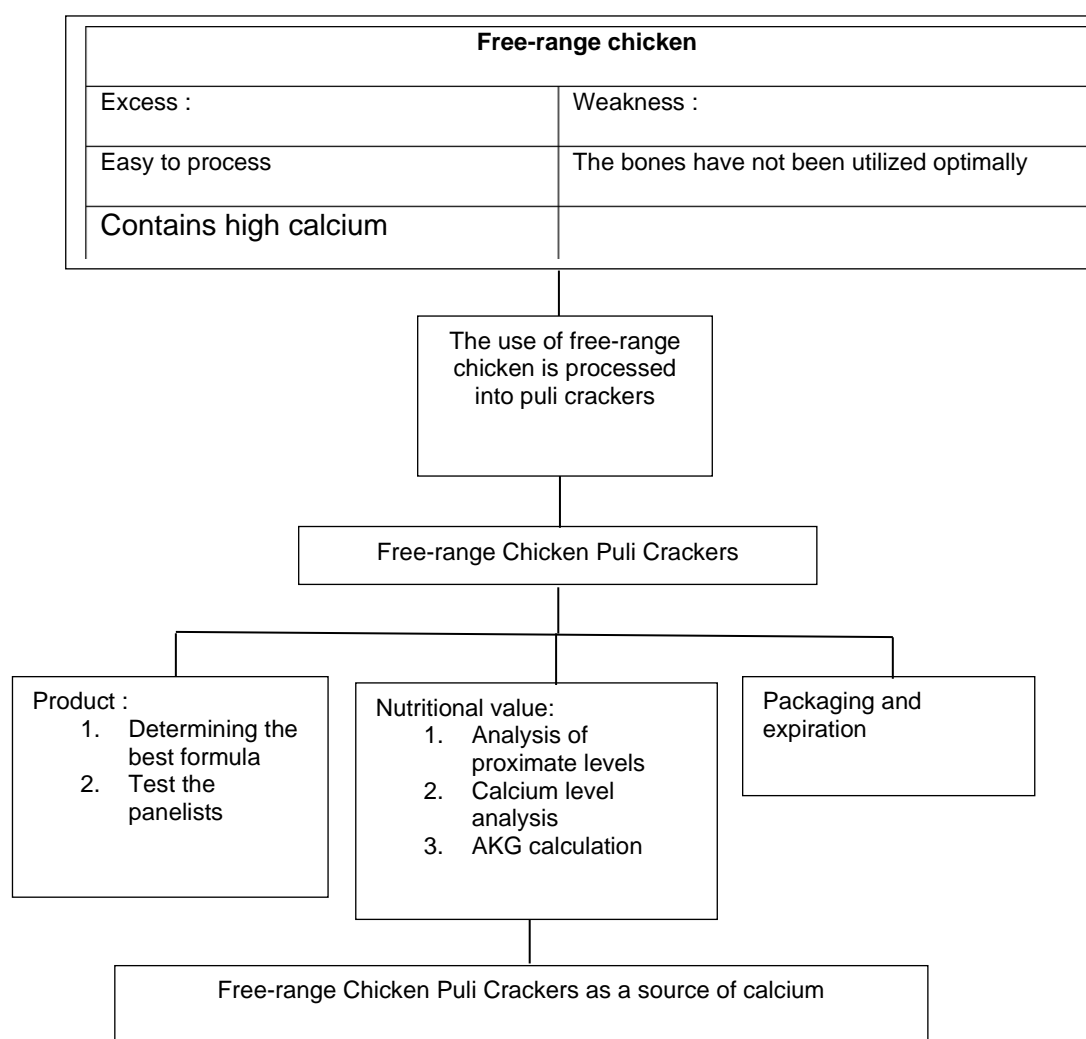 Free-range chicken
Excess :
Weakness :
Easy to process
The bones have not been utilized optimally
Contains high calcium
The use of free-range
chicken is processed
into puli crackers
Free-range Chicken Puli Crackers
Product :
1. Determining the
best formula
2. Test the
panelists
Nutritional value:
1. Analysis of
proximate levels
2. Calcium level
analysis
3. AKG calculation
Packaging and
expiration
Free-range Chicken Puli Crackers as a source of calcium